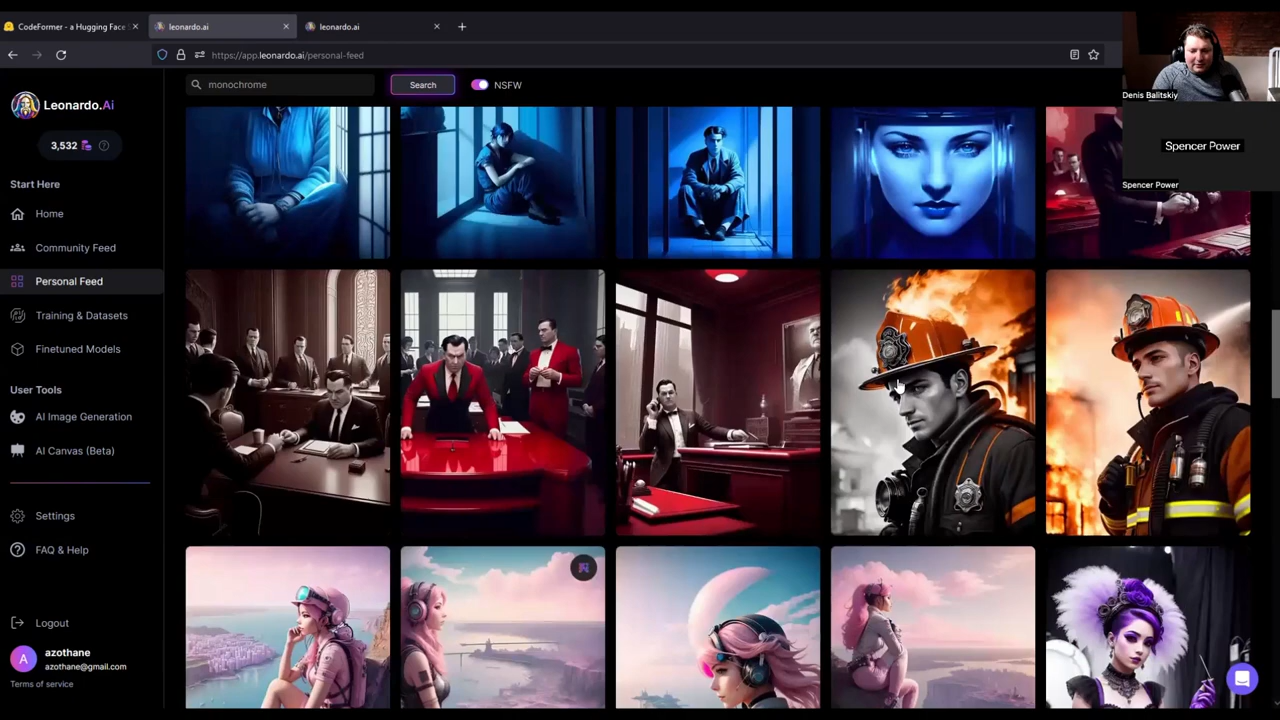 CodeFormer - a Hugging Face
leonardo.ai
leonardo.ai
https://app.leonardo.ai/personal-feed
Leonardo.Ai
3,532
Start Here
Home
Community Feed
Personal Feed
Training & Datasets
Finetuned Models
User Tools
AI Image Generation
AI Canvas (Beta)
Settings
FAQ & Help
Logout
A
azothane
azothane@gmail.com
Terms of service
monochrome
Search
NSFW
Denis Balitskiy
Spencer Power
Spencer Power